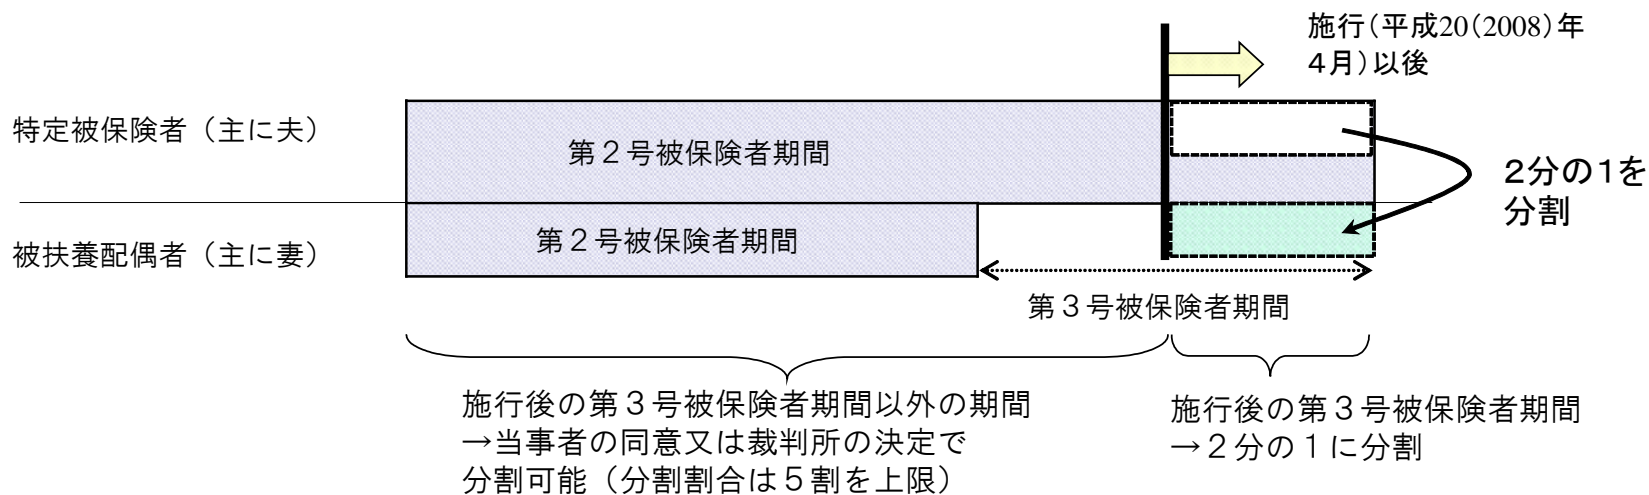 施行（平成20（2008）年
４月）以後
特定被保険者（主に夫）
第２号被保険者期間
２分の１を
分割
被扶養配偶者（主に妻）
第２号被保険者期間
第３号被保険者期間
施行後の第３号被保険者期間以外の期間
→当事者の同意又は裁判所の決定で
分割可能（分割割合は５割を上限）
施行後の第３号被保険者期間
→２分の１に分割